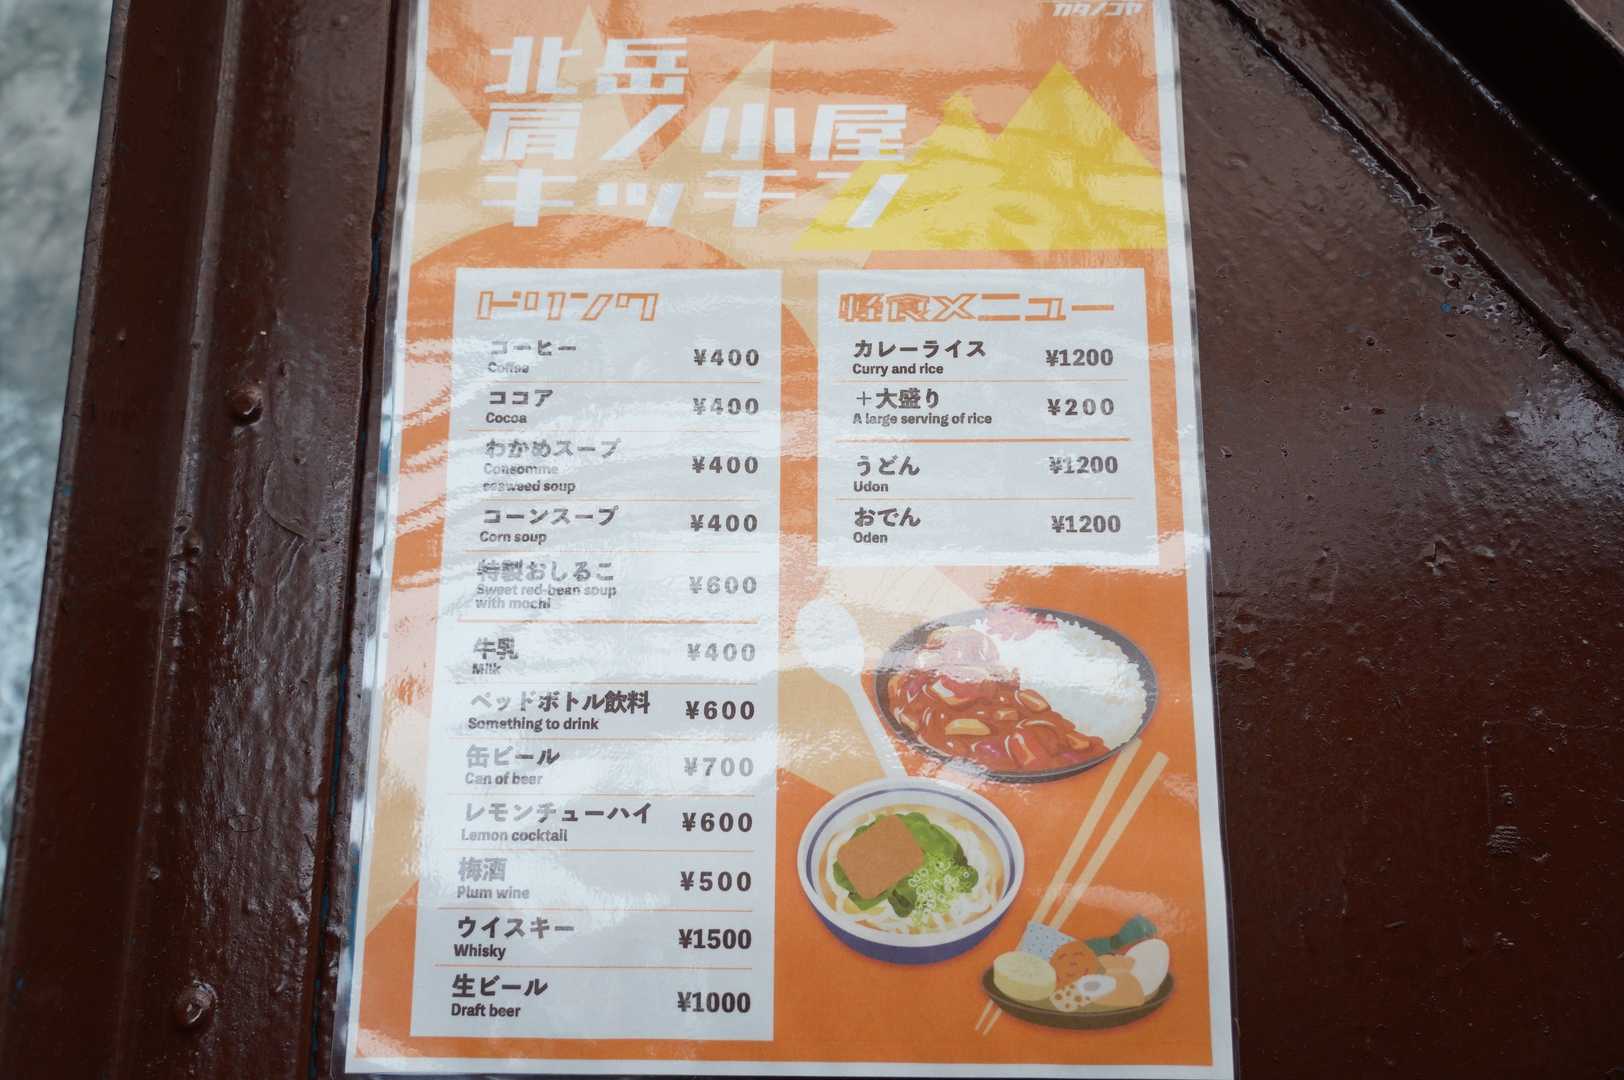 カタノコヤ
北岳
肩ノ小屋
キッチン
ドリンク
コーヒー ¥400
Coffee
ココア ¥400
Cocoa
わかめスープ ¥400
Consomme
seaweed soup
コーンスープ ¥400
Corn soup
特製おしるこ ¥600
Sweet red-bean soup
with mochi
牛乳 ¥400
Milk
ペッドボトル飲料 ¥600
Something to drink
缶ビール ¥700
Can of beer
レモンチューハイ ¥600
Lemon cocktail
梅酒 ¥500
Plum wine
ウイスキー ¥1500
Whisky
生ビール ¥1000
Draft beer
軽食メニュー
カレーライス ¥1200
Curry and rice
＋大盛り ¥200
A large serving of rice
うどん ¥1200
Udon
おでん ¥1200
Oden